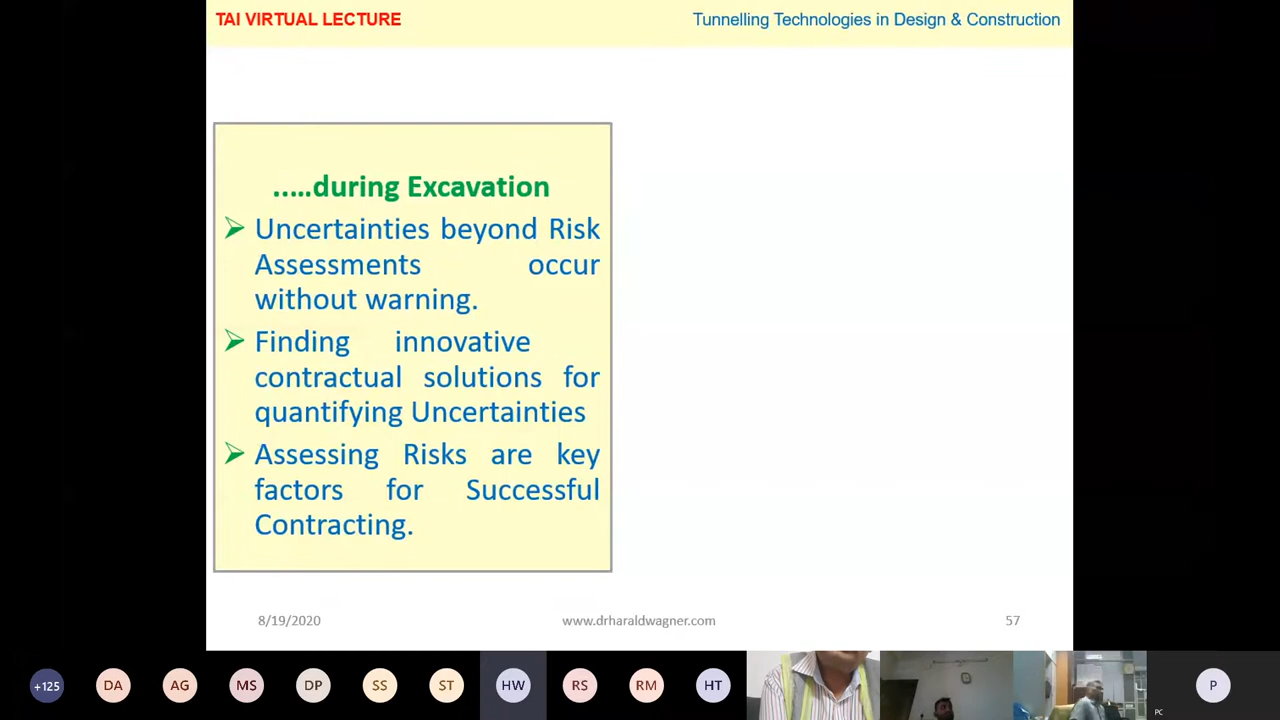 TAI VIRTUAL LECTURE
Tunnelling Technologies in Design & Construction
.....during Excavation
Uncertainties beyond Risk
Assessments occur
without warning.
Finding innovative
contractual solutions for
quantifying Uncertainties
Assessing Risks are key
factors for Successful
Contracting.
8/19/2020
www.drharaldwagner.com
57
+125
DA
AG
MS
DP
SS
ST
HW
RS
RM
HT
PC
P